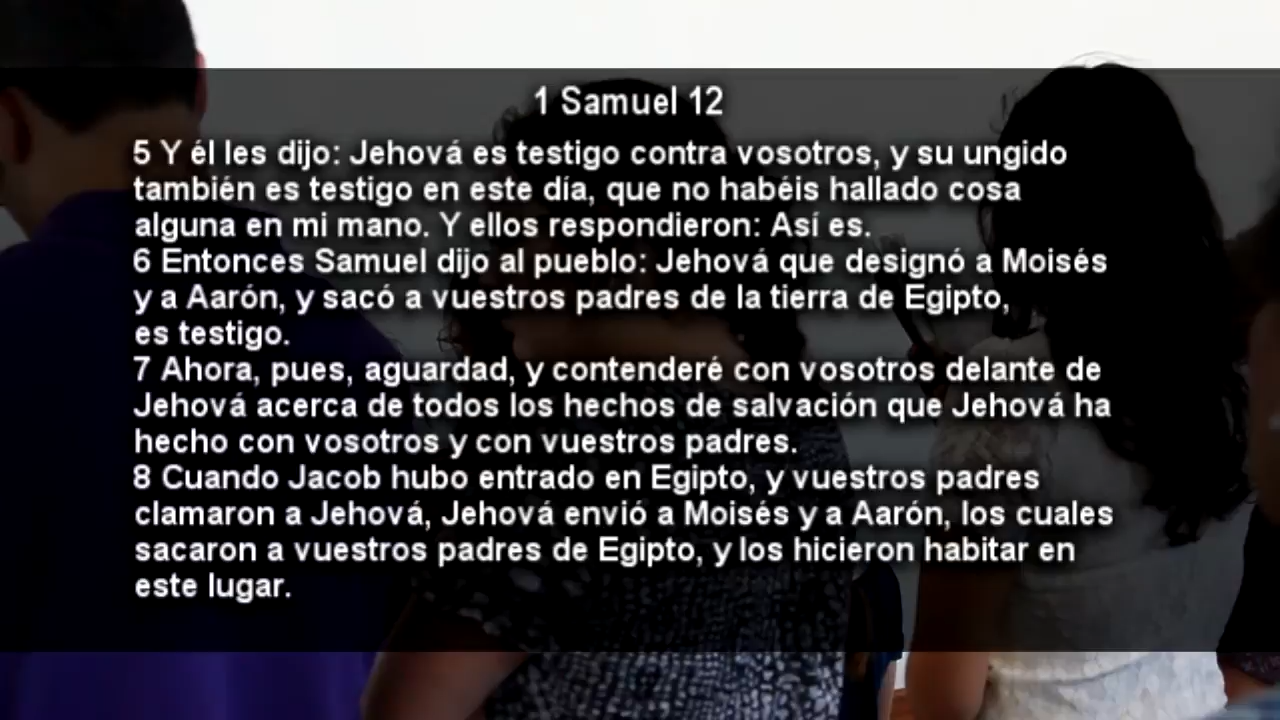 1 Samuel 12
5 Y él les dijo: Jehová es testigo contra vosotros, y su ungido
también es testigo en este día, que no habéis hallado cosa
alguna en mi mano. Y ellos respondieron: Así es.
6 Entonces Samuel dijo al pueblo: Jehová que designó a Moisés
y a Aarón, y sacó a vuestros padres de la tierra de Egipto,
es testigo.
7 Ahora, pues, aguardad, y contenderé con vosotros delante de
Jehová acerca de todos los hechos de salvación que Jehová ha
hecho con vosotros y con vuestros padres.
8 Cuando Jacob hubo entrado en Egipto, y vuestros padres
clamaron a Jehová, Jehová envió a Moisés y a Aarón, los cuales
sacaron a vuestros padres de Egipto, y los hicieron habitar en
este lugar.